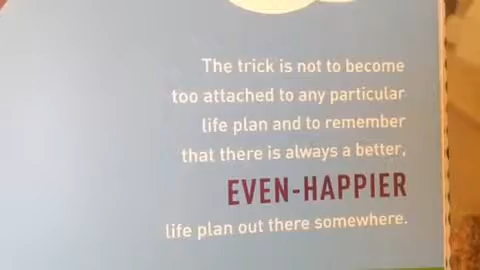 The trick is not to become
too attached to any particular
life plan and to remember
that there is always a better,
EVEN-HAPPIER
life plan out there somewhere.